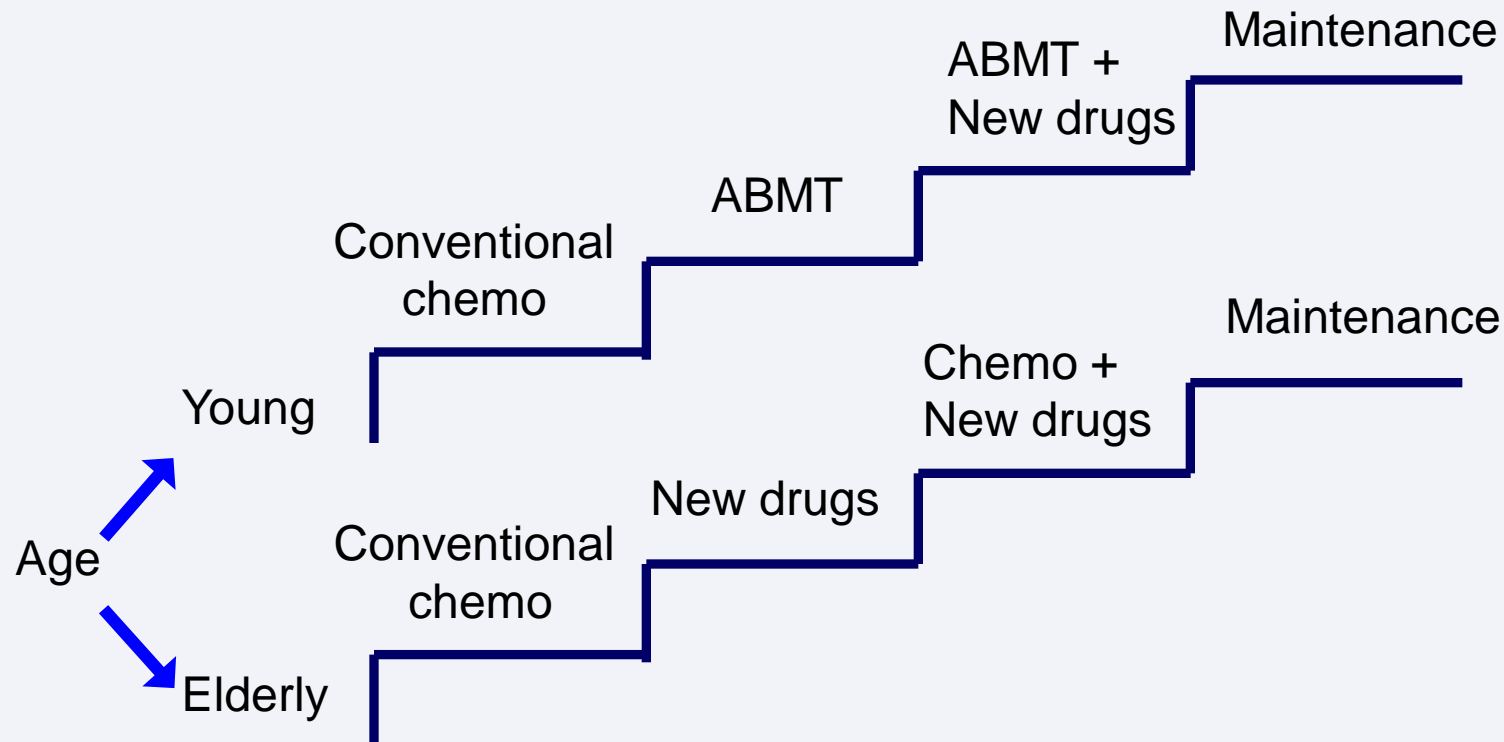 Maintenance
ABMT +
New drugs
ABMT
Conventional
chemo
Young
Maintenance
Chemo +
New drugs
New drugs
Conventional
chemo
Age
Elderly